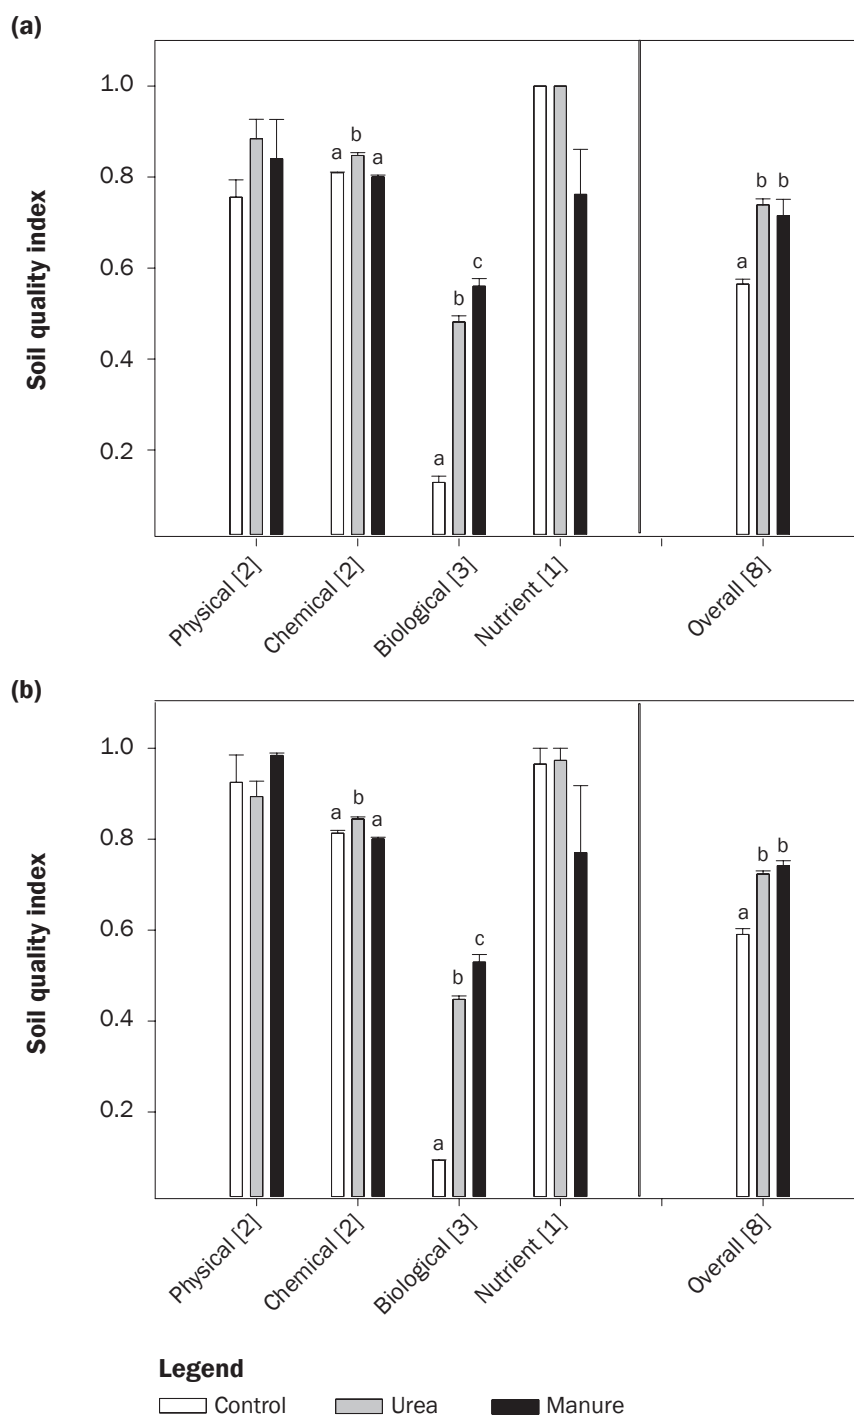 (a)
1.0
0.8
0.6
0.4
0.2
Soil quality index
a b a
a b c
a b b
Physical [2]
Chemical [2]
Biological [3]
Nutrient [1]
Overall [8]
(b)
1.0
0.8
0.6
0.4
0.2
Soil quality index
a b a
a b c
a b b
Physical [2]
Chemical [2]
Biological [3]
Nutrient [1]
Overall [8]
Legend
Control Urea Manure